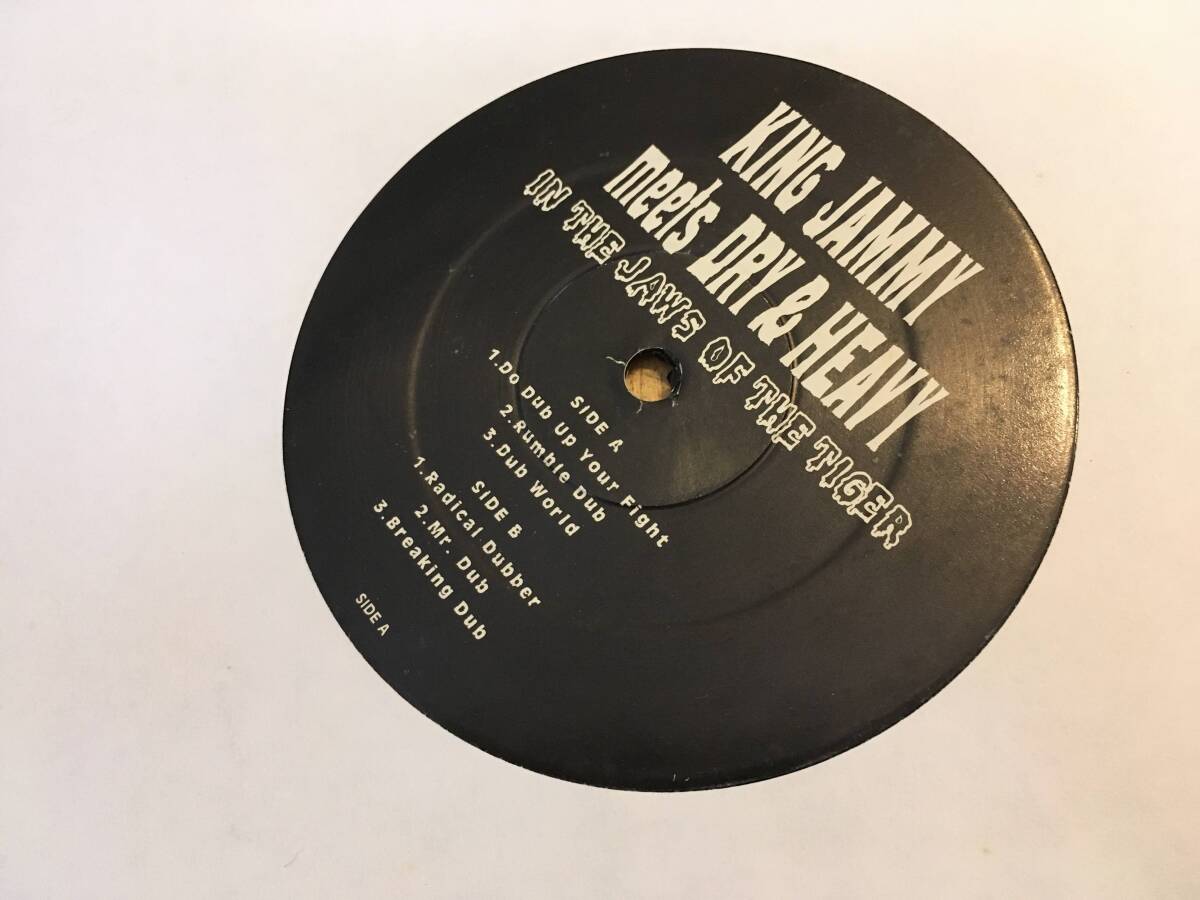 KING JAMMY
meets DRY & HEAVY
IN THE JAWS OF THE TIGER
SIDE A
1.Do Dub Up Your Fight
2.Rumble Dub
3.Dub World
SIDE B
1.Radical Dubber
2.Mr. Dub
3.Breaking Dub
SIDE A